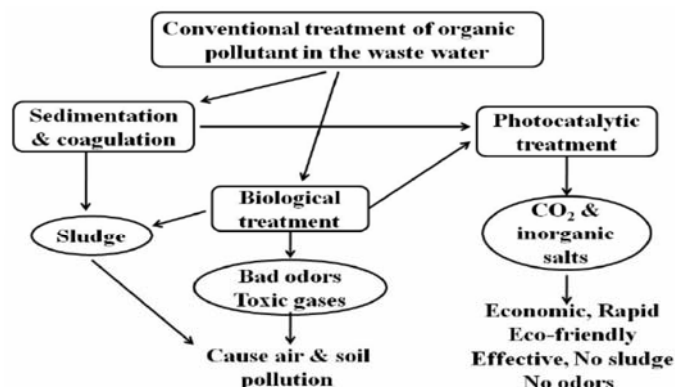 Conventional treatment of organic
pollutant in the waste water
Sedimentation
& coagulation
Photocatalytic
treatment
Biological
treatment
Sludge
CO₂ &
inorganic
salts
Bad odors
Toxic gases
Cause air & soil
pollution
Economic, Rapid
Eco-friendly
Effective, No sludge
No odors